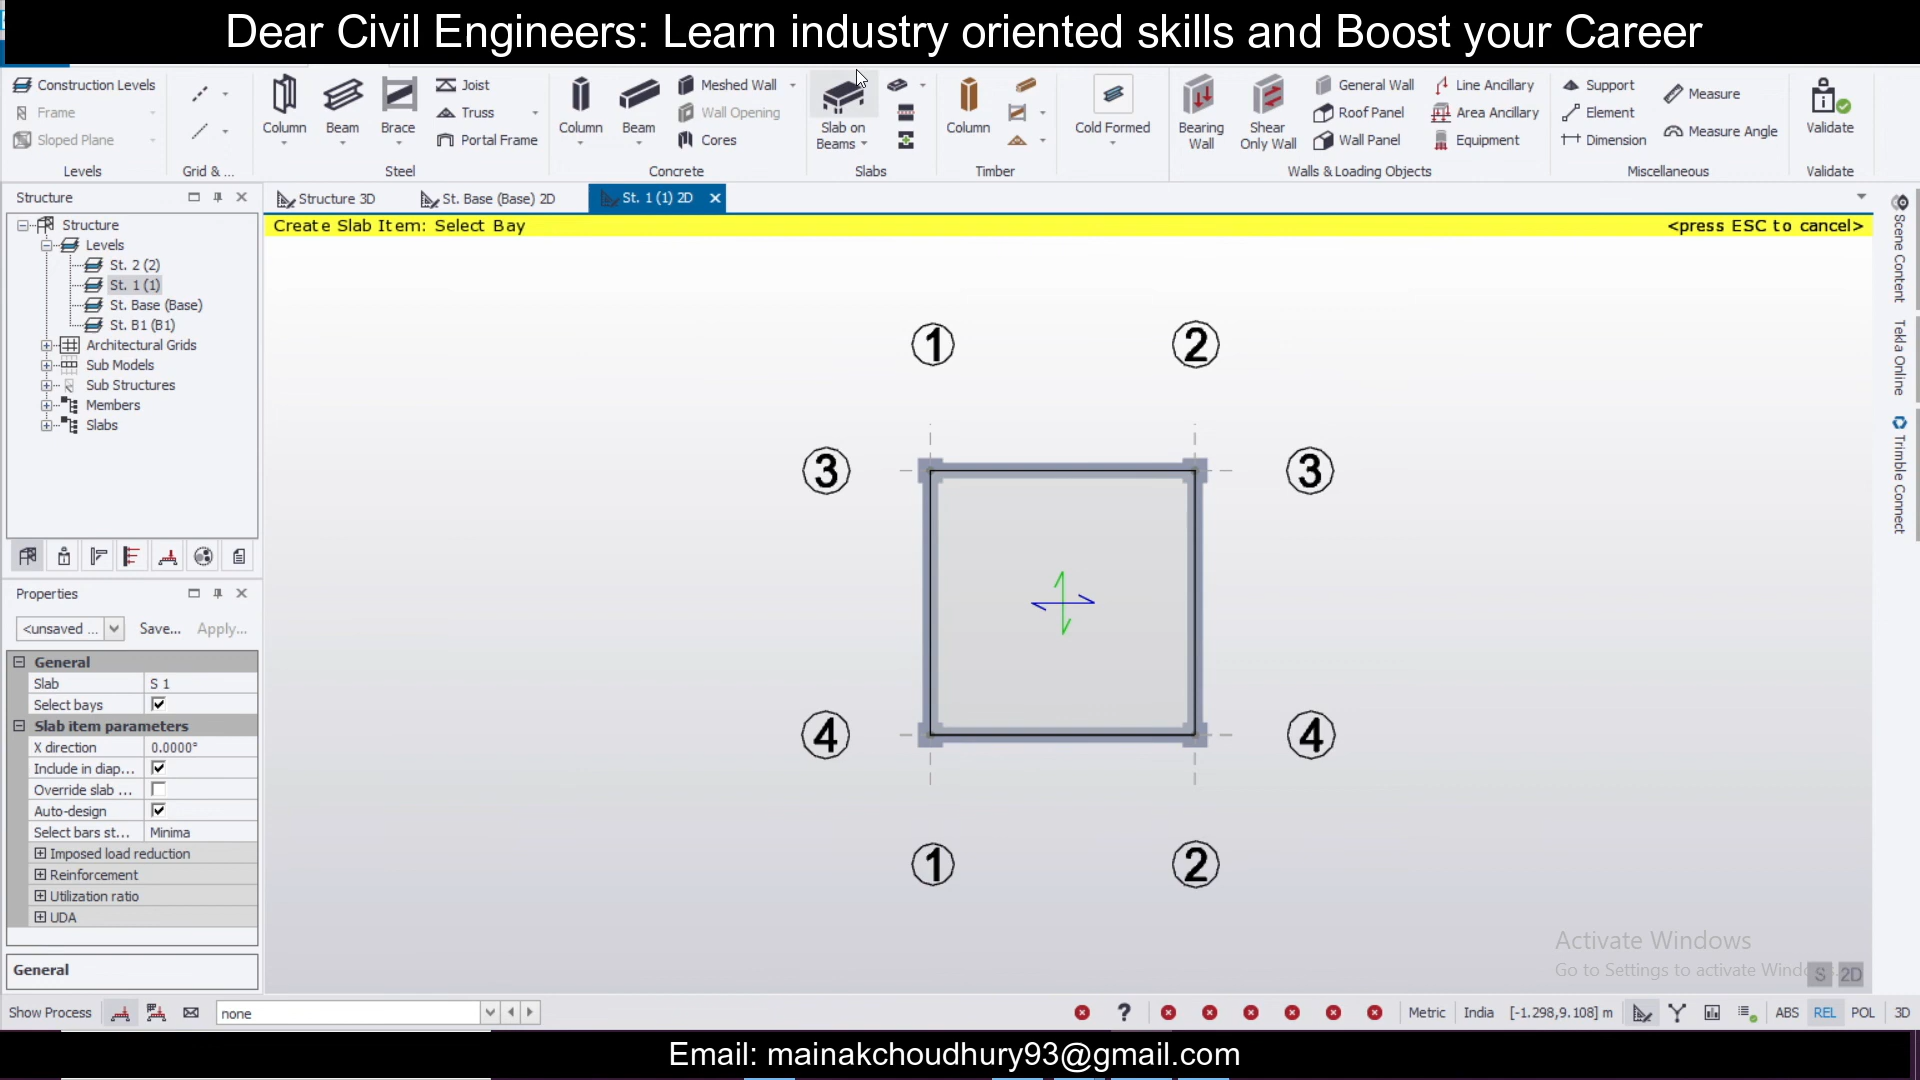 Dear Civil Engineers: Learn industry oriented skills and Boost your Career
Construction Levels
Frame
Sloped Plane
Levels
Grid & ...
Column
Beam
Brace
Joist
Truss
Portal Frame
Steel
Column
Beam
Meshed Wall
Wall Opening
Cores
Concrete
Slab on
Beams
Slabs
Column
Timber
Cold Formed
Bearing
Wall
Shear
Only Wall
General Wall
Roof Panel
Wall Panel
Line Ancillary
Area Ancillary
Equipment
Walls & Loading Objects
Support
Element
Dimension
Measure
Measure Angle
Miscellaneous
Validate
Validate
Structure
Structure 3D
St. Base (Base) 2D
St. 1 (1) 2D
Create Slab Item: Select Bay
<press ESC to cancel>
Structure
Levels
St. 2 (2)
St. 1 (1)
St. Base (Base)
St. B1 (B1)
Architectural Grids
Sub Models
Sub Structures
Members
Slabs
Scene Content
Tekla Online
Trimble Connect
1
2
3
3
4
4
1
2
Properties
<unsaved ...
Save...
Apply...
General
Slab S 1
Select bays
Slab item parameters
X direction 0.0000°
Include in diap...
Override slab ...
Auto-design
Select bars st... Minima
Imposed load reduction
Reinforcement
Utilization ratio
UDA
General
Activate Windows
Go to Settings to activate Wind
S 2D
Show Process
none
?
Metric
India
[-1.298,9.108] m
ABS
REL
POL
3D
Email: mainakchoudhury93@gmail.com